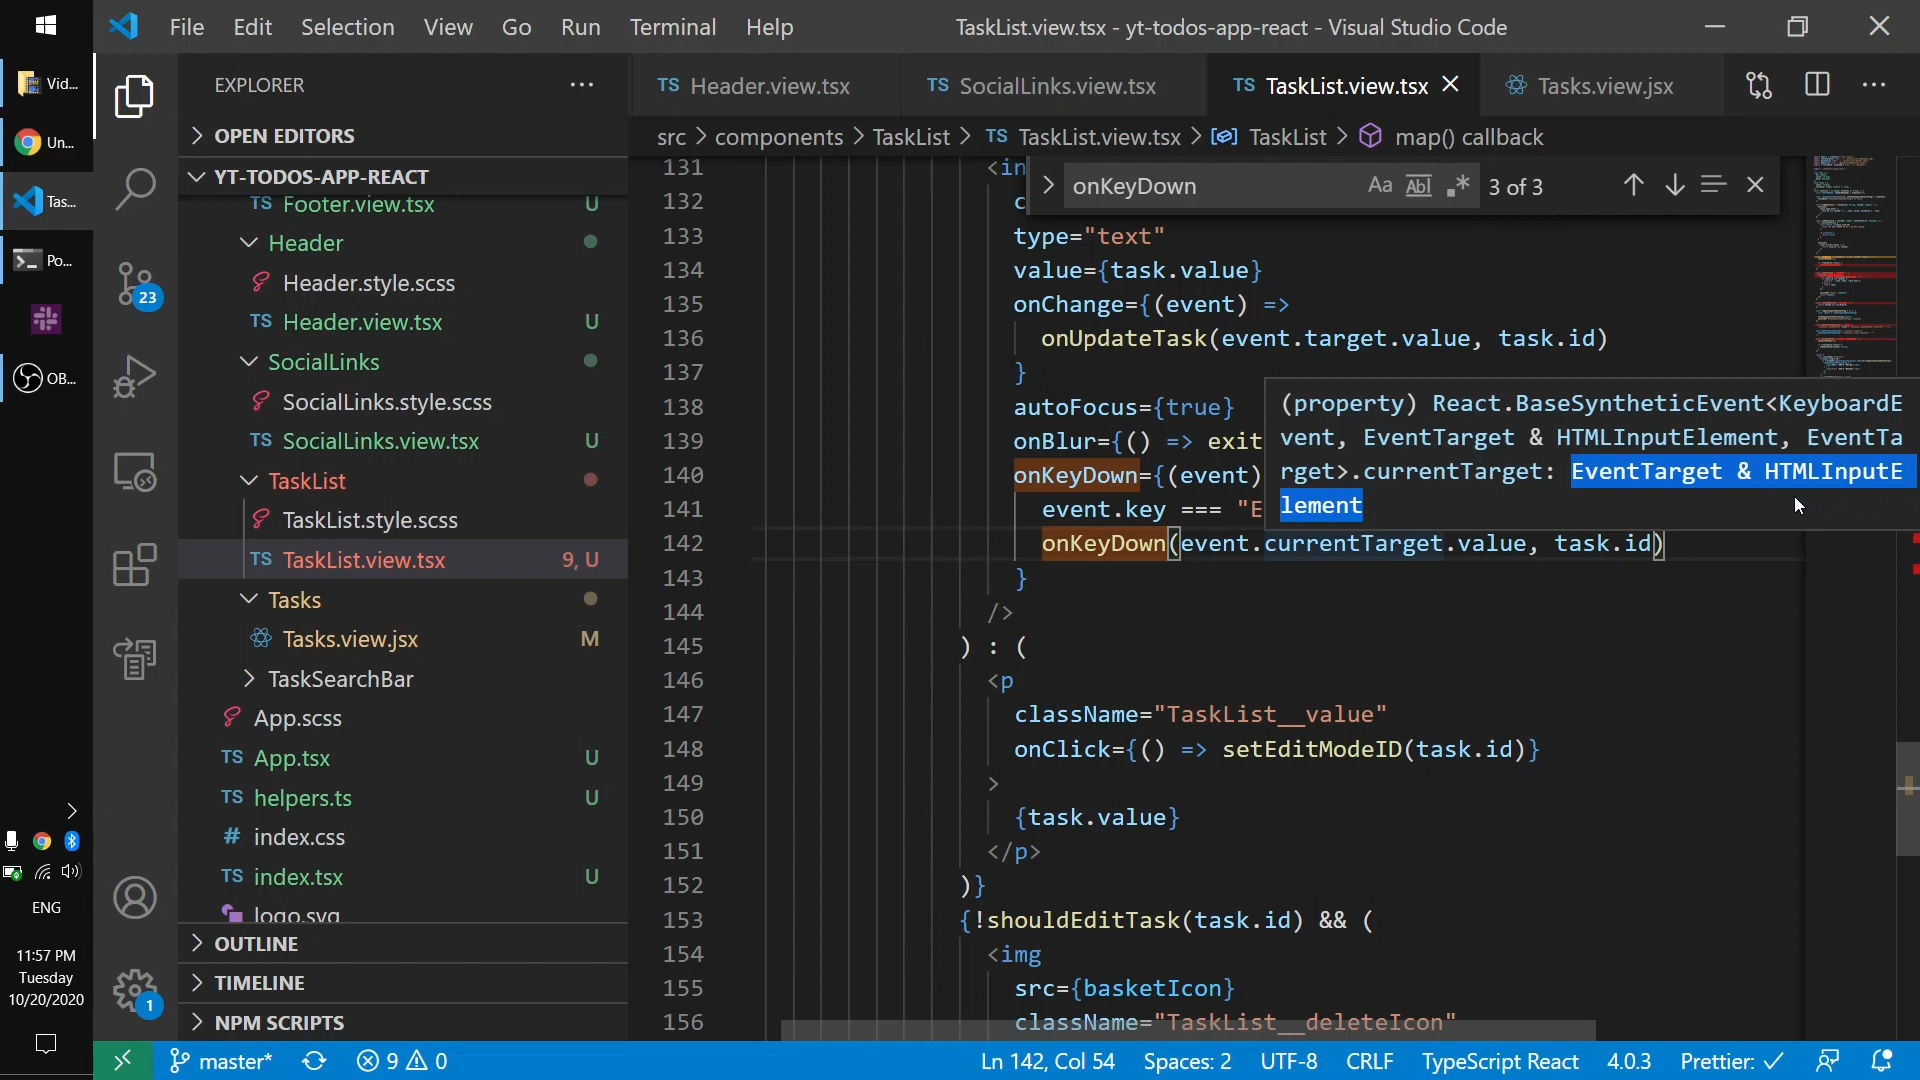 File Edit Selection View Go Run Terminal Help
TaskList.view.tsx - yt-todos-app-react - Visual Studio Code
Vid...
Un...
Tas...
Po...
OB...
ENG
11:57 PM
Tuesday
10/20/2020
23
1
EXPLORER
OPEN EDITORS
YT-TODOS-APP-REACT
TS Footer.view.tsx U
Header
Header.style.scss
TS Header.view.tsx U
SocialLinks
SocialLinks.style.scss
TS SocialLinks.view.tsx U
TaskList
TaskList.style.scss
TS TaskList.view.tsx 9, U
Tasks
Tasks.view.jsx M
TaskSearchBar
App.scss
TS App.tsx U
TS helpers.ts U
# index.css
TS index.tsx U
logo.svg
OUTLINE
TIMELINE
NPM SCRIPTS
TS Header.view.tsx
TS SocialLinks.view.tsx
TS TaskList.view.tsx
Tasks.view.jsx
src > components > TaskList > TS TaskList.view.tsx > TaskList > map() callback
onKeyDown Aa Abl .* 3 of 3
131 <in
132 c
133 type="text"
134 value={task.value}
135 onChange={(event) =>
136 onUpdateTask(event.target.value, task.id)
137 }
138 autoFocus={true}
139 onBlur={() => exit
140 onKeyDown={(event)
141 event.key === "E
142 onKeyDown(event.currentTarget.value, task.id)
143 }
144 />
145 ) : (
146 <p
147 className="TaskList__value"
148 onClick={() => setEditModeID(task.id)}
149 >
150 {task.value}
151 </p>
152 )}
153 {!shouldEditTask(task.id) && (
154 <img
155 src={basketIcon}
156 className="TaskList__deleteIcon"
(property) React.BaseSyntheticEvent<KeyboardE
vent, EventTarget & HTMLInputElement, EventTa
rget>.currentTarget: EventTarget & HTMLInputE
lement
master* 9 0
Ln 142, Col 54 Spaces: 2 UTF-8 CRLF TypeScript React 4.0.3 Prettier: ✓